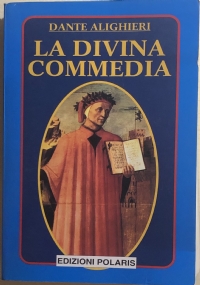 DANTE ALIGHIERI
LA DIVINA
COMMEDIA
EDIZIONI POLARIS